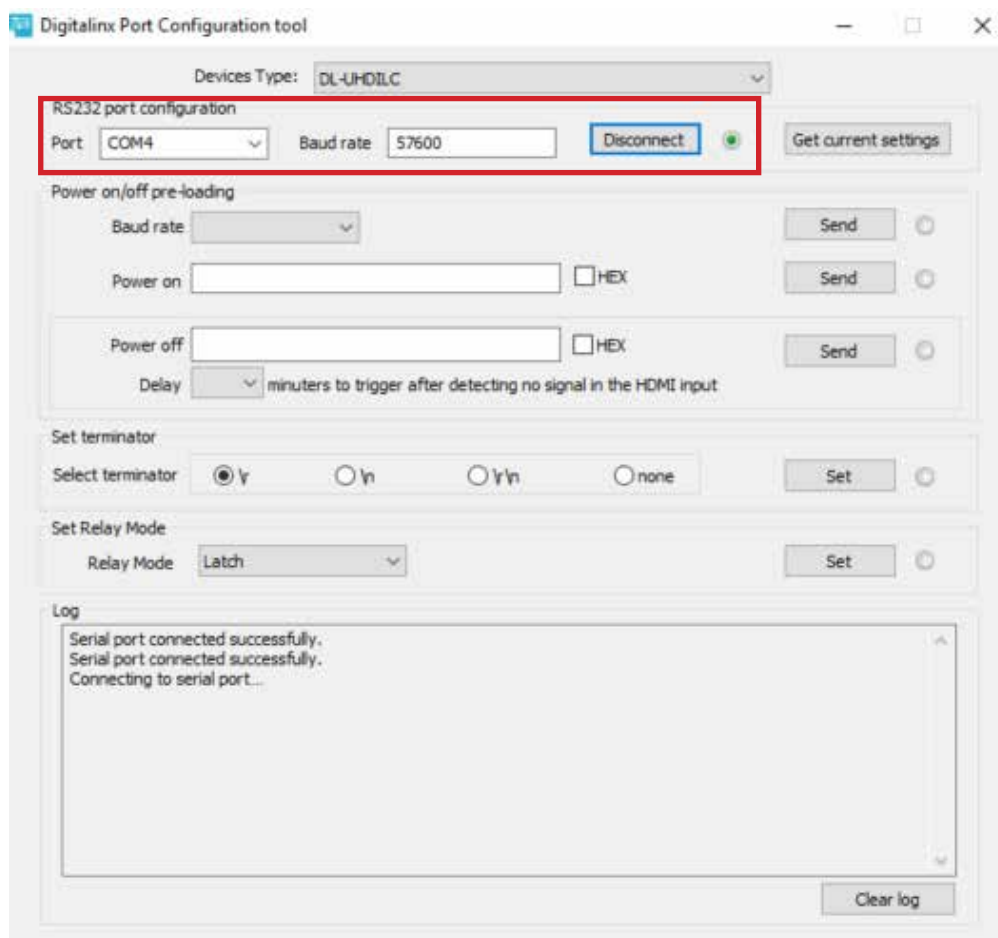 Digitalinx Port Configuration tool
Devices Type: DL-UHDILC
RS232 port configuration
Port COM4 Baud rate 57600 Disconnect Get current settings
Power on/off pre-loading
Baud rate Send
Power on HEX Send
Power off HEX Send
Delay minuters to trigger after detecting no signal in the HDMI input
Set terminator
Select terminator \r \n \r\n none Set
Set Relay Mode
Relay Mode Latch Set
Log
Serial port connected successfully.
Serial port connected successfully.
Connecting to serial port...
Clear log